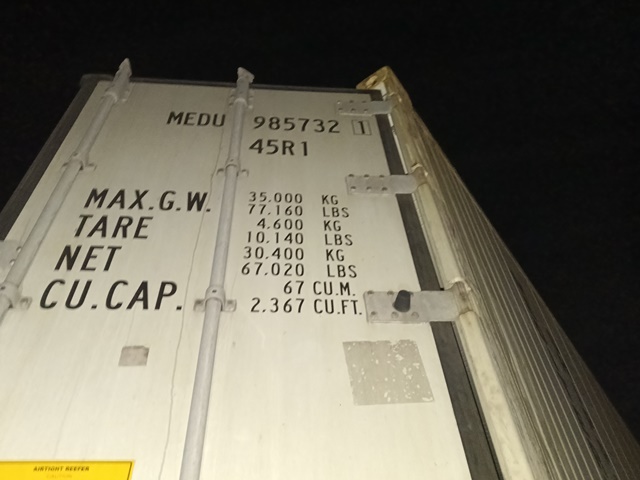 MEDU 985732 1
45R1
MAX.G.W. 35.000 KG
77.160 LBS
TARE 4.600 KG
10.140 LBS
NET 30.400 KG
67.020 LBS
CU.CAP. 67 CU.M.
2.367 CU.FT.
AIRTIGHT REEFER